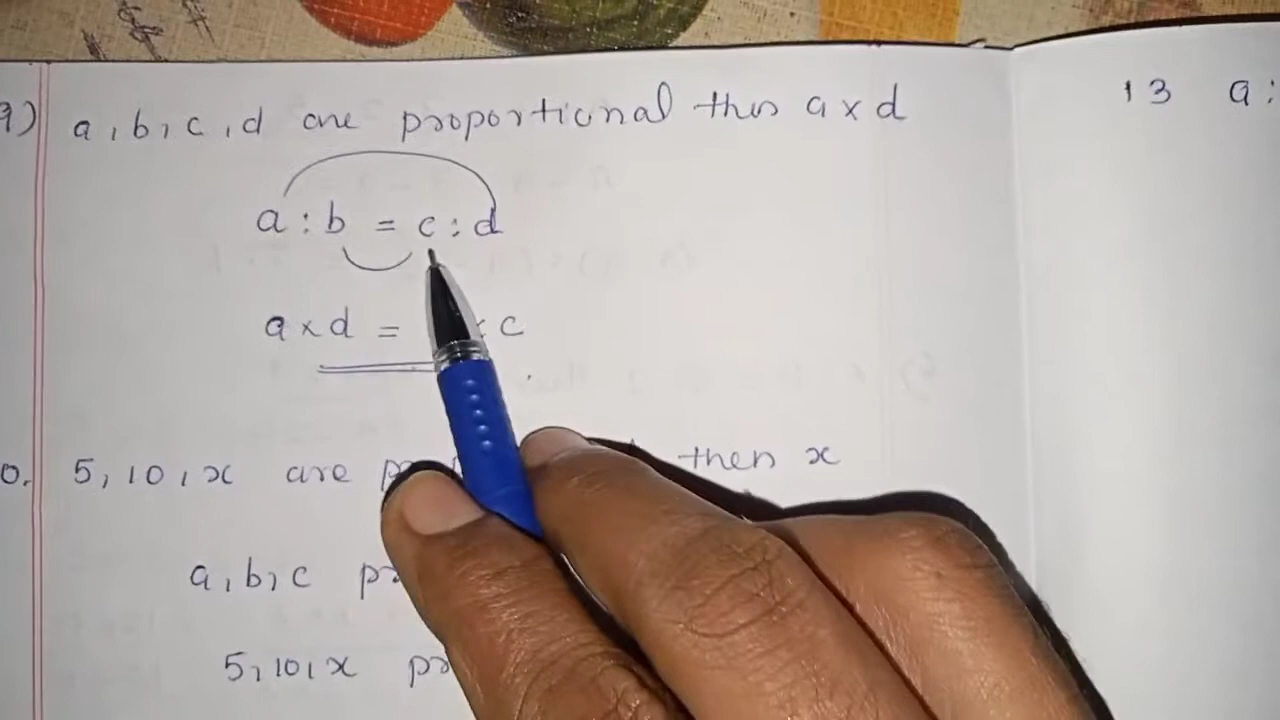 9) a, b, c, d are proportional then a x d
a : b = c : d
a x d = c
0. 5, 10, x are then x
a, b, c
5, 10, x
13 a :